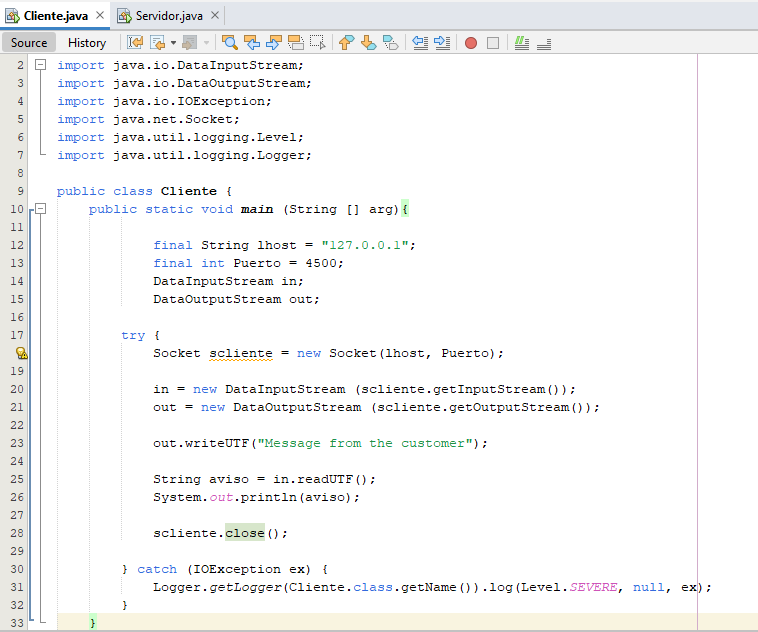 Cliente.java × Servidor.java ×
Source History
2 import java.io.DataInputStream;
3 import java.io.DataOutputStream;
4 import java.io.IOException;
5 import java.net.Socket;
6 import java.util.logging.Level;
7 import java.util.logging.Logger;
8
9 public class Cliente {
10 public static void main (String [] arg){
11
12 final String lhost = "127.0.0.1";
13 final int Puerto = 4500;
14 DataInputStream in;
15 DataOutputStream out;
16
17 try {
Socket scliente = new Socket(lhost, Puerto);
19
20 in = new DataInputStream (scliente.getInputStream());
21 out = new DataOutputStream (scliente.getOutputStream());
22
23 out.writeUTF("Message from the customer");
24
25 String aviso = in.readUTF();
26 System.out.println(aviso);
27
28 scliente.close();
29
30 } catch (IOException ex) {
31 Logger.getLogger(Cliente.class.getName()).log(Level.SEVERE, null, ex);
32 }
33 }